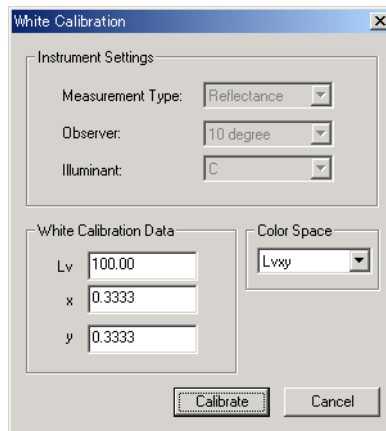 White Calibration
Instrument Settings
Measurement Type: Reflectance
Observer: 10 degree
Illuminant: C
White Calibration Data
Lv 100.00
x 0.3333
y 0.3333
Color Space
Lvxy
Calibrate Cancel